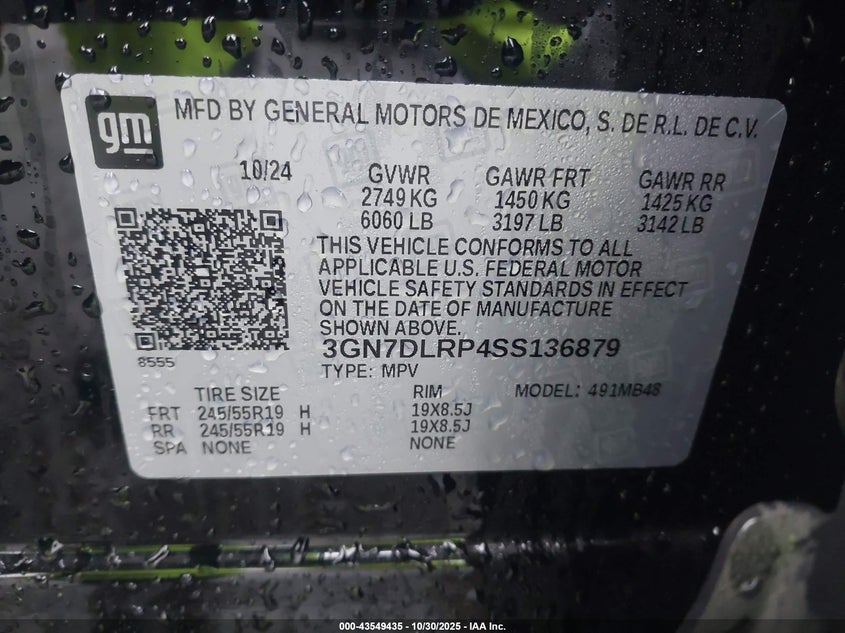 gm
MFD BY GENERAL MOTORS DE MEXICO, S. DE R.L. DE C.V.
10/24 GVWR GAWR FRT GAWR RR
2749 KG 1450 KG 1425 KG
6060 LB 3197 LB 3142 LB
THIS VEHICLE CONFORMS TO ALL
APPLICABLE U.S. FEDERAL MOTOR
VEHICLE SAFETY STANDARDS IN EFFECT
ON THE DATE OF MANUFACTURE
SHOWN ABOVE.
3GN7DLRP4SS136879
8555 TYPE: MPV
TIRE SIZE RIM MODEL: 491MB48
FRT 245/55R19 H 19X8.5J
RR 245/55R19 H 19X8.5J
SPA NONE NONE
000-43549435 - 10/30/2025 - IAA Inc.